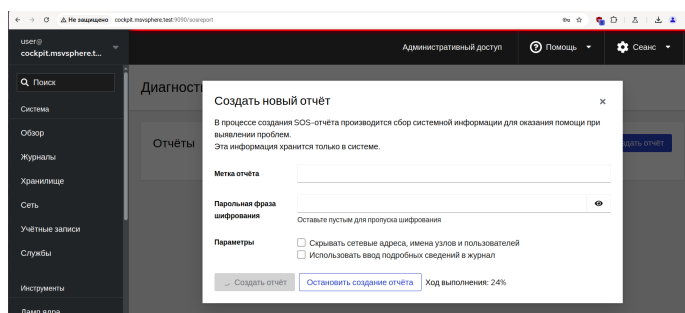 Не защищено cockpit.msvsphere.test:9090/sosreport
user@
cockpit.msvsphere.t...
Административный доступ
Помощь
Сеанс
Поиск
Система
Обзор
Журналы
Хранилище
Сеть
Учётные записи
Службы
Инструменты
Дамп ядра
Диагност
Отчёты
здать отчёт
Создать новый отчёт
В процессе создания SOS-отчёта производится сбор системной информации для оказания помощи при
выявлении проблем.
Эта информация хранится только в системе.
Метка отчёта
Парольная фраза
шифрования
Оставьте пустым для пропуска шифрования
Параметры
Скрывать сетевые адреса, имена узлов и пользователей
Использовать ввод подробных сведений в журнал
Создать отчёт
Остановить создание отчёта
Ход выполнения: 24%